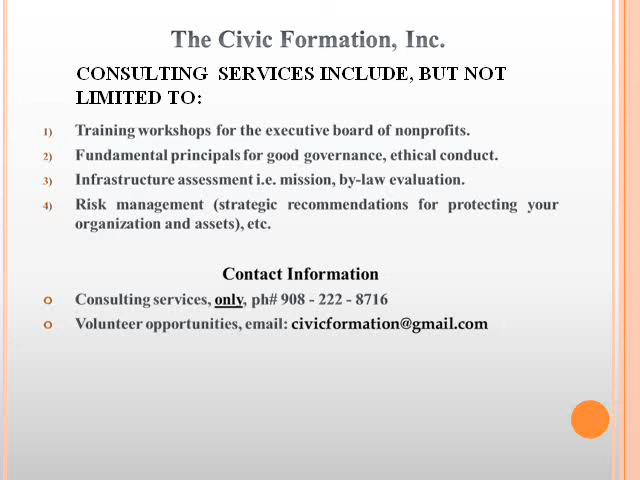 The Civic Formation, Inc.
CONSULTING SERVICES INCLUDE, BUT NOT
LIMITED TO:
1) Training workshops for the executive board of nonprofits.
2) Fundamental principals for good governance, ethical conduct.
3) Infrastructure assessment i.e. mission, by-law evaluation.
4) Risk management (strategic recommendations for protecting your
organization and assets), etc.
Contact Information
Consulting services, only, ph# 908 - 222 - 8716
Volunteer opportunities, email: civicformation@gmail.com